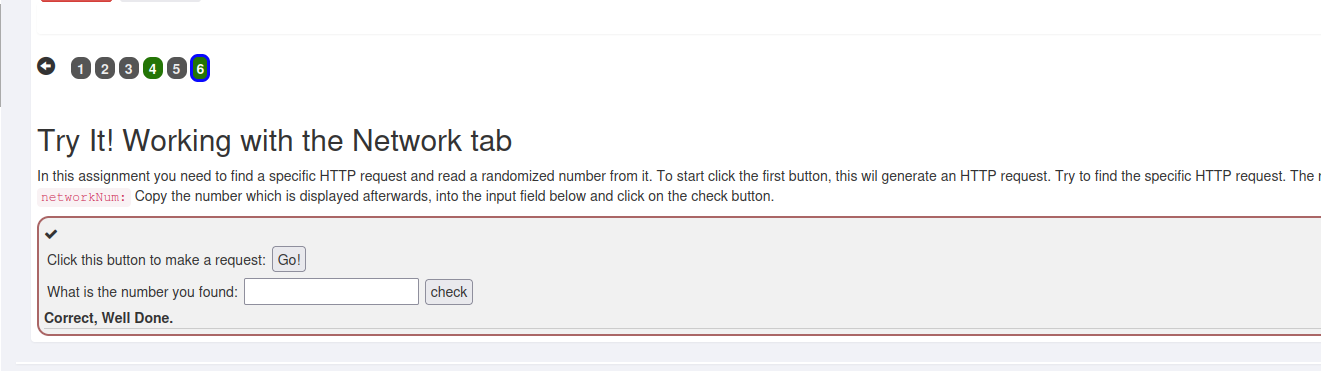 1 2 3 4 5 6
Try It! Working with the Network tab
In this assignment you need to find a specific HTTP request and read a randomized number from it. To start click the first button, this wil generate an HTTP request. Try to find the specific HTTP request. The
networkNum: Copy the number which is displayed afterwards, into the input field below and click on the check button.
Click this button to make a request: Go!
What is the number you found: check
Correct, Well Done.